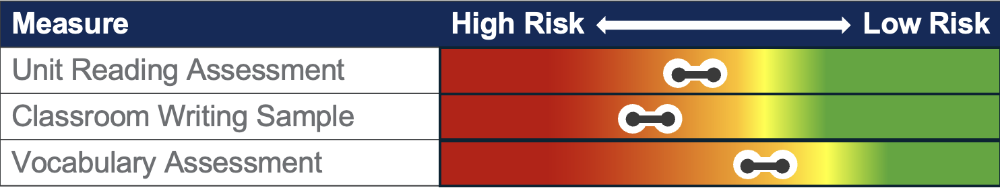 Measure High Risk Low Risk
Unit Reading Assessment
Classroom Writing Sample
Vocabulary Assessment